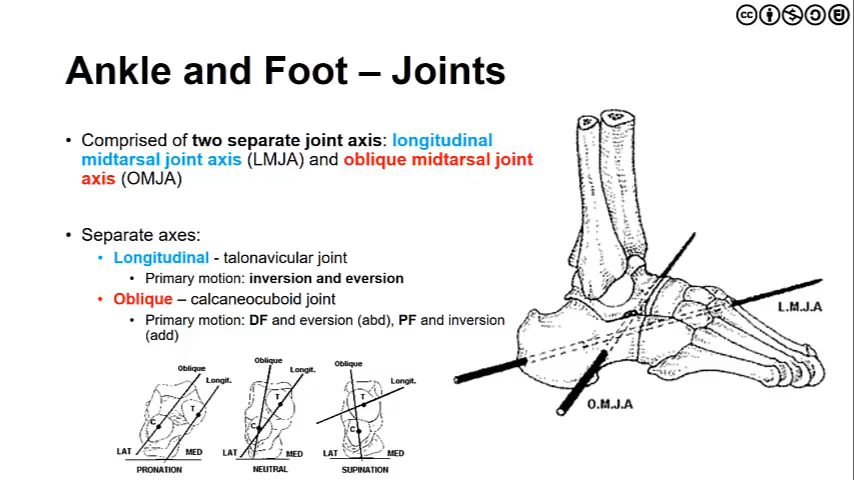 Ankle and Foot – Joints
• Comprised of two separate joint axis: longitudinal
midtarsal joint axis (LMJA) and oblique midtarsal joint
axis (OMJA)
• Separate axes:
• Longitudinal - talonavicular joint
• Primary motion: inversion and eversion
• Oblique – calcaneocuboid joint
• Primary motion: DF and eversion (abd), PF and inversion
(add)
L.M.J.A
O.M.J.A
Oblique
Longit.
C
T
LAT
MED
PRONATION
Oblique
Longit.
T
C
LAT
MED
NEUTRAL
Oblique
Longit.
T
C
LAT
MED
SUPINATION
cc